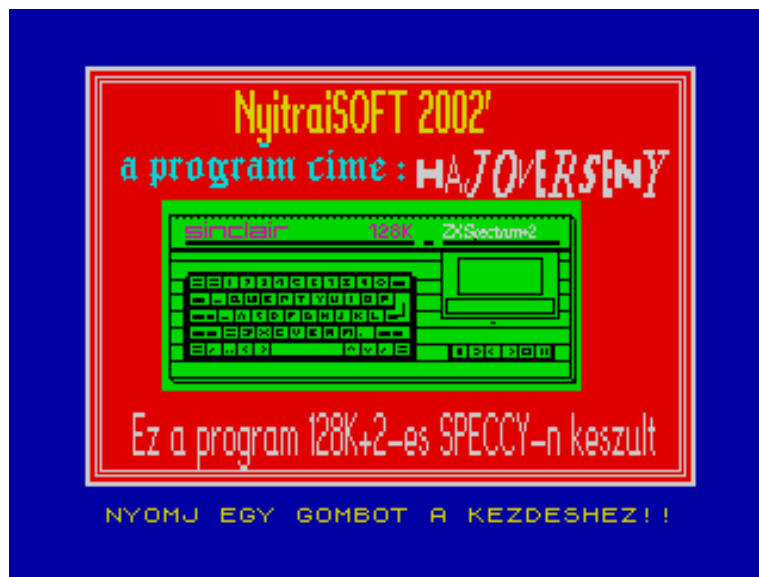 NyitraiSOFT 2002'
a program cime : HAJOVERSENY
sinclair 128K ZX Spectrum+2
Ez a program 128K+2-es SPECCY-n keszult
NYOMJ EGY GOMBOT A KEZDESHEZ!!